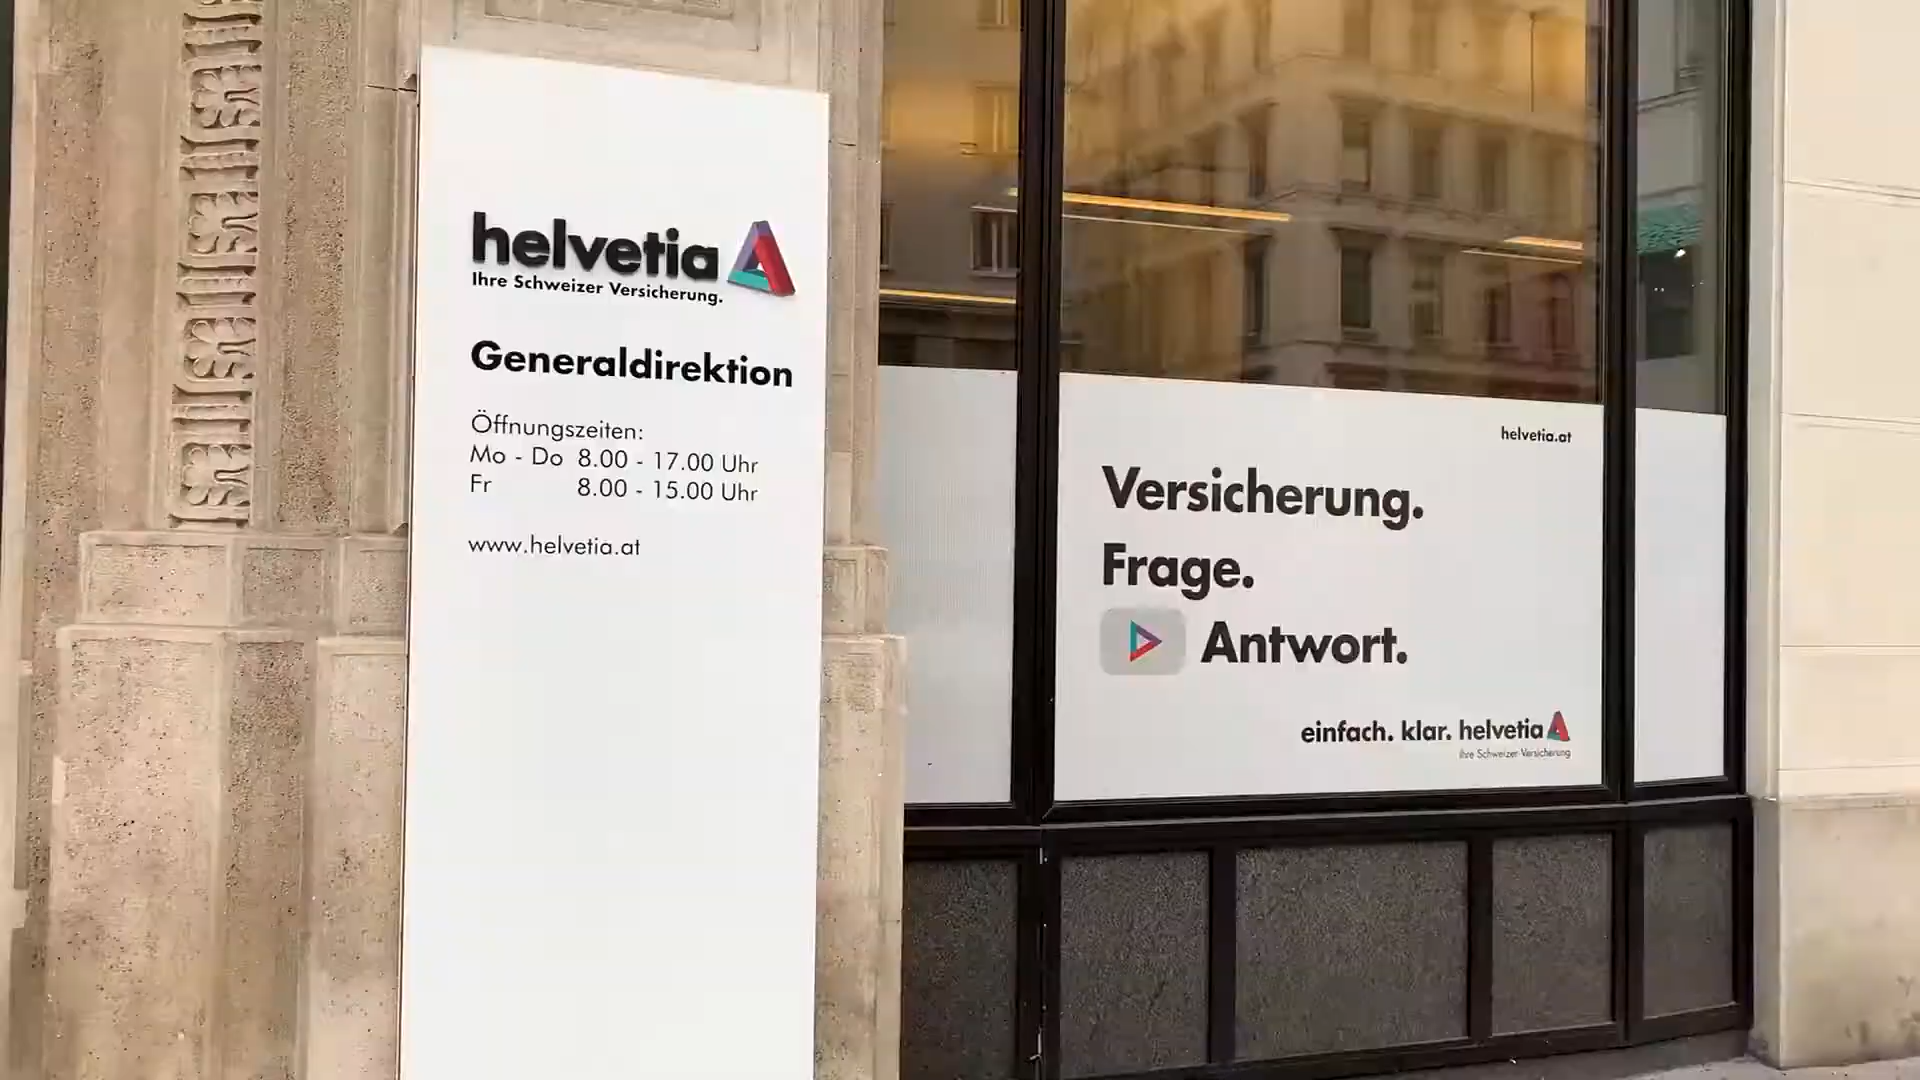 helvetia
Ihre Schweizer Versicherung.
Generaldirektion
Öffnungszeiten:
Mo - Do 8.00 - 17.00 Uhr
Fr 8.00 - 15.00 Uhr
www.helvetia.at
helvetia.at
Versicherung.
Frage.
Antwort.
einfach. klar. helvetia
Ihre Schweizer Versicherung